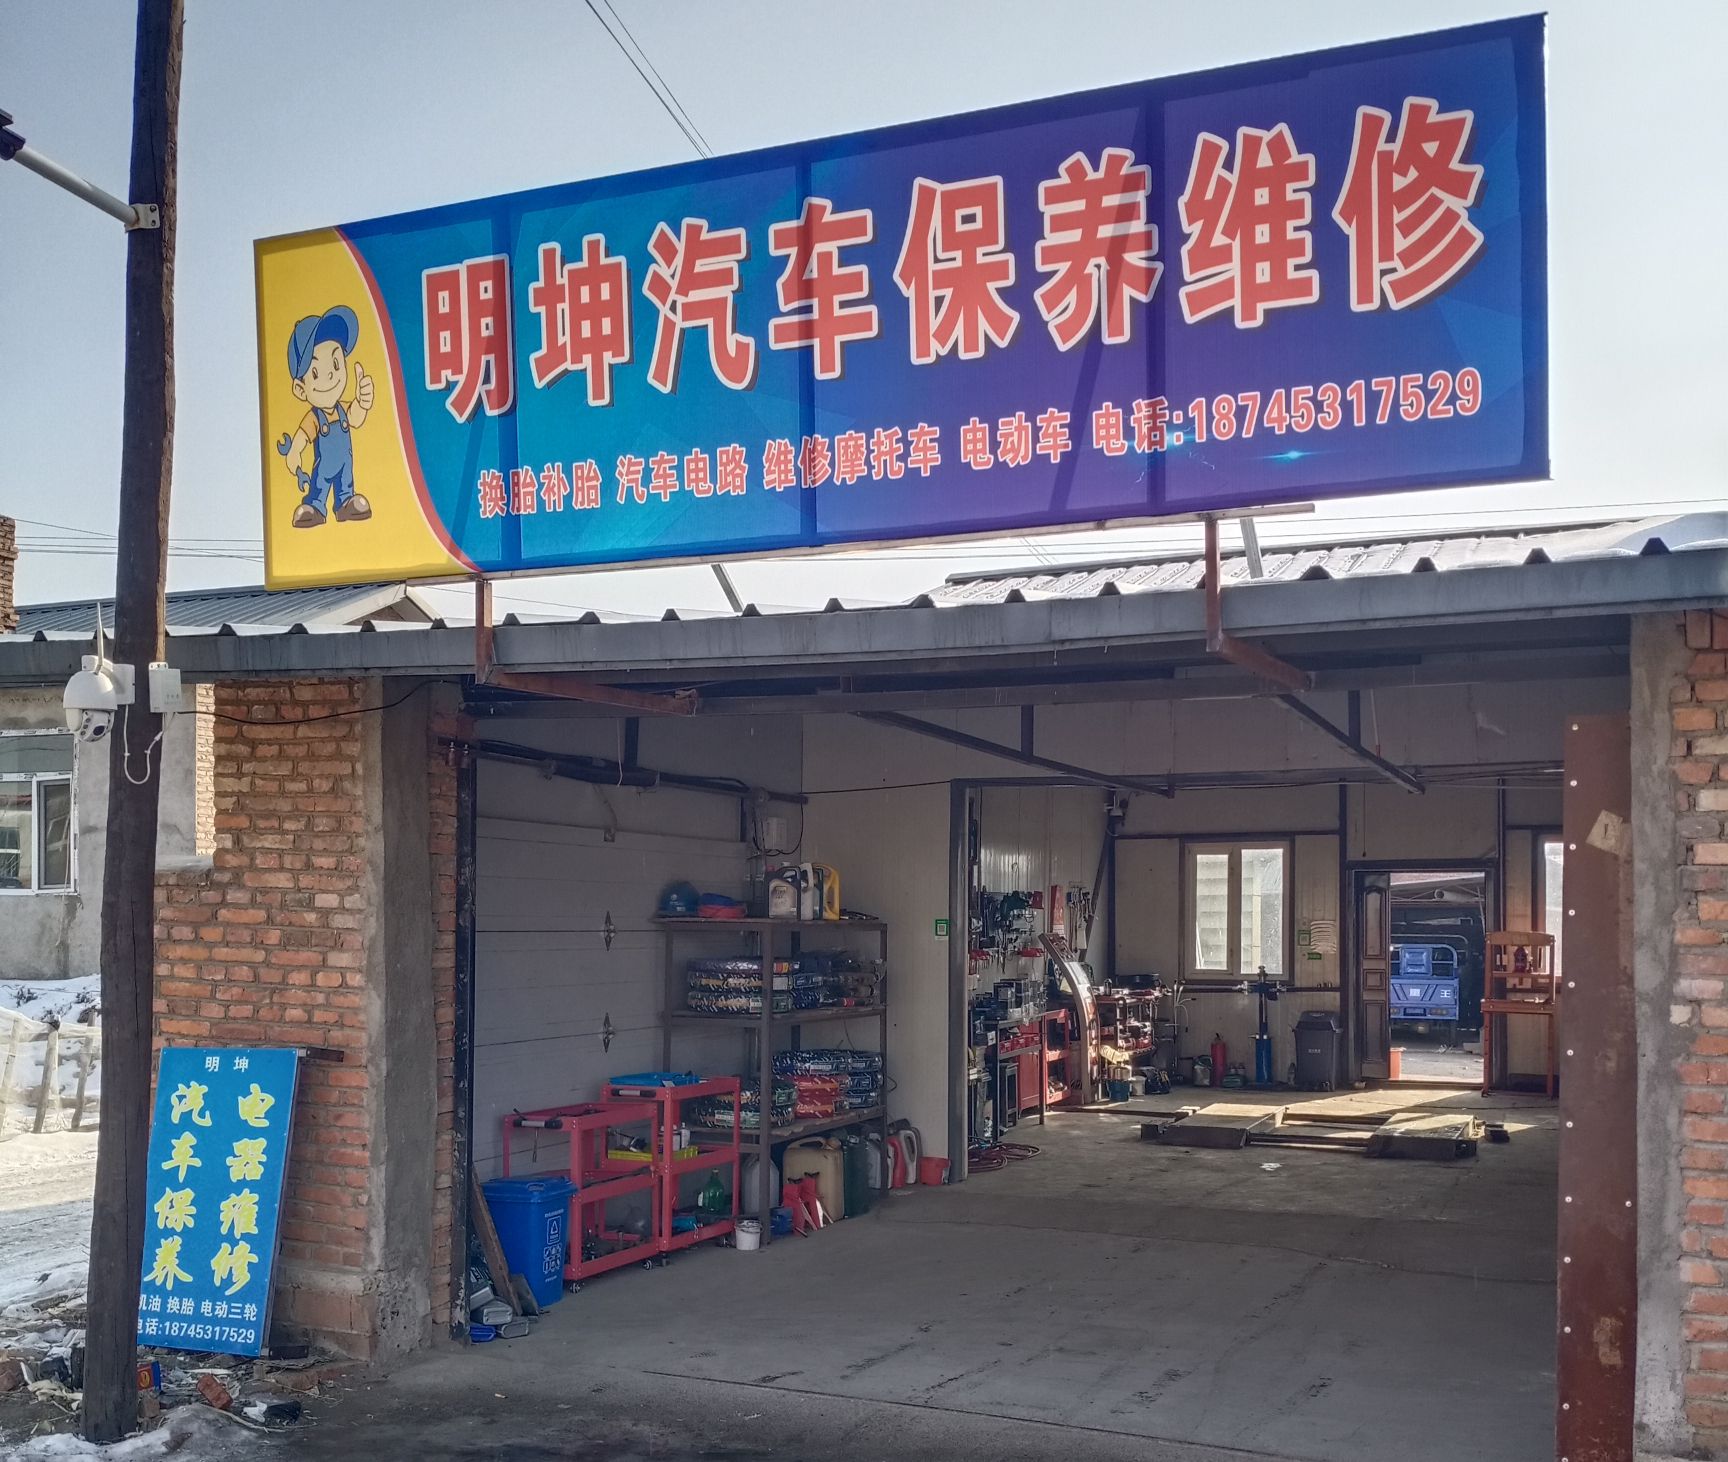 明坤汽车保养维修
换胎补胎 汽车电路 维修摩托车 电动车 电话:18745317529
明 坤
汽车保养
电器维修
机油 换胎 电动三轮
电话:18745317529